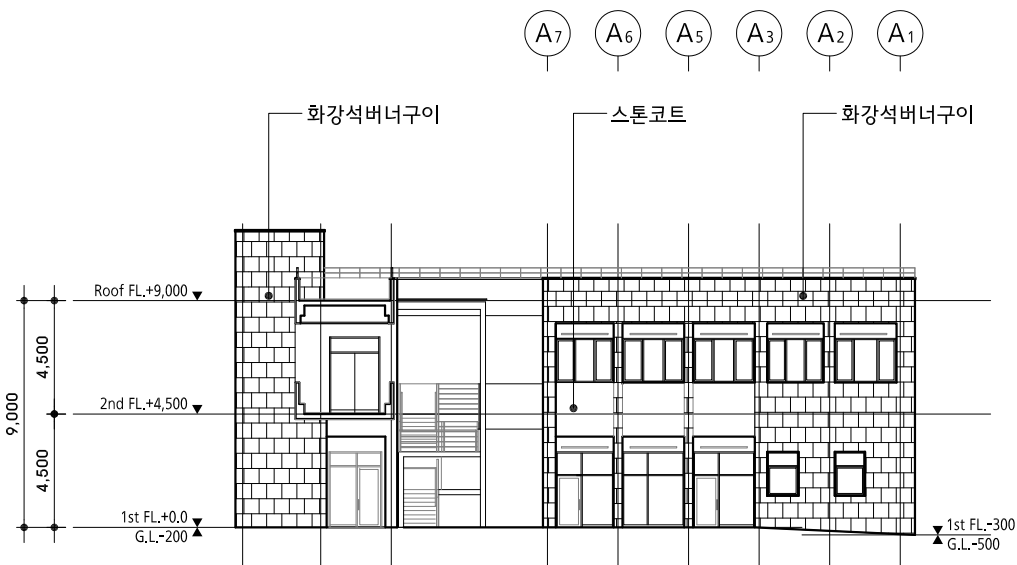 A7 A6 A5 A3 A2 A1
화강석버너구이 스톤코트 화강석버너구이
Roof FL.+9,000
4,500
9,000
2nd FL.+4,500
4,500
1st FL.+0.0
G.L.-200
1st FL.-300
G.L.-500